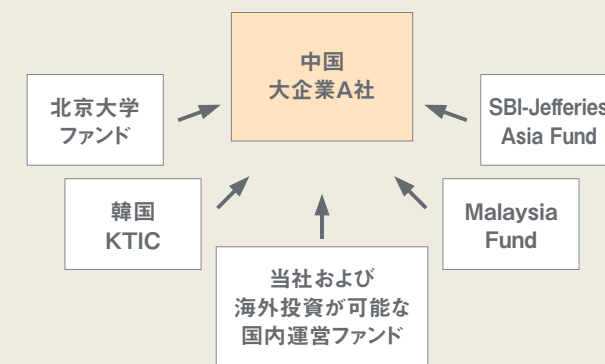 中国
大企業A社
北京大学
ファンド
SBI-Jefferies
Asia Fund
韓国
KTIC
Malaysia
Fund
当社および
海外投資が可能な
国内運営ファンド